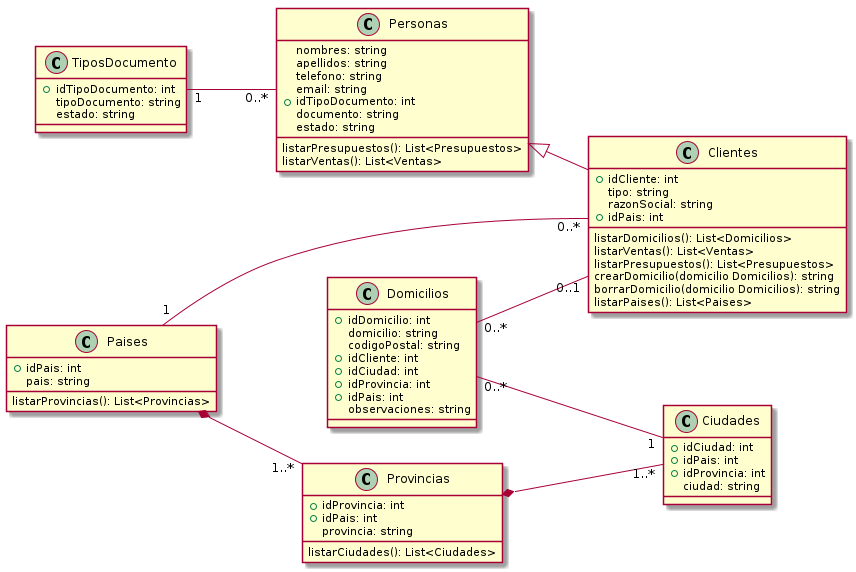 C Personas
nombres: string
apellidos: string
telefono: string
email: string
idTipoDocumento: int
documento: string
estado: string
listarPresupuestos(): List<Presupuestos>
listarVentas(): List<Ventas>
C TiposDocumento
idTipoDocumento: int
tipoDocumento: string
estado: string
1
0..*
C Clientes
idCliente: int
tipo: string
razonSocial: string
idPais: int
listarDomicilios(): List<Domicilios>
listarVentas(): List<Ventas>
listarPresupuestos(): List<Presupuestos>
crearDomicilio(domicilio Domicilios): string
borrarDomicilio(domicilio Domicilios): string
listarPaises(): List<Paises>
0..*
1
C Domicilios
idDomicilio: int
domicilio: string
codigoPostal: string
idCliente: int
idCiudad: int
idProvincia: int
idPais: int
observaciones: string
0..1
0..*
0..*
1
C Paises
idPais: int
pais: string
listarProvincias(): List<Provincias>
1..*
C Provincias
idProvincia: int
idPais: int
provincia: string
listarCiudades(): List<Ciudades>
1..*
C Ciudades
idCiudad: int
idPais: int
idProvincia: int
ciudad: string